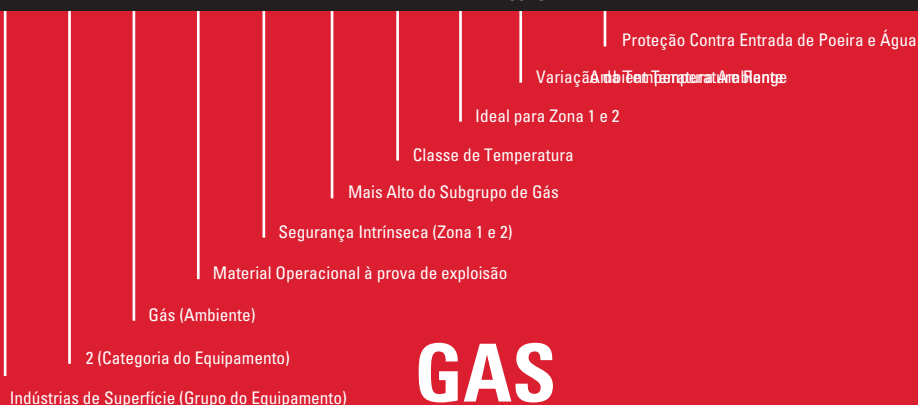 Proteção Contra Entrada de Poeira e Água
Ideal para Zona 1 e 2
Classe de Temperatura
Mais Alto do Subgrupo de Gás
Segurança Intrínseca (Zona 1 e 2)
Material Operacional à prova de exploisão
Gás (Ambiente)
2 (Categoria do Equipamento)
GAS
Indústrias de Superfície (Grupo do Equipamento)